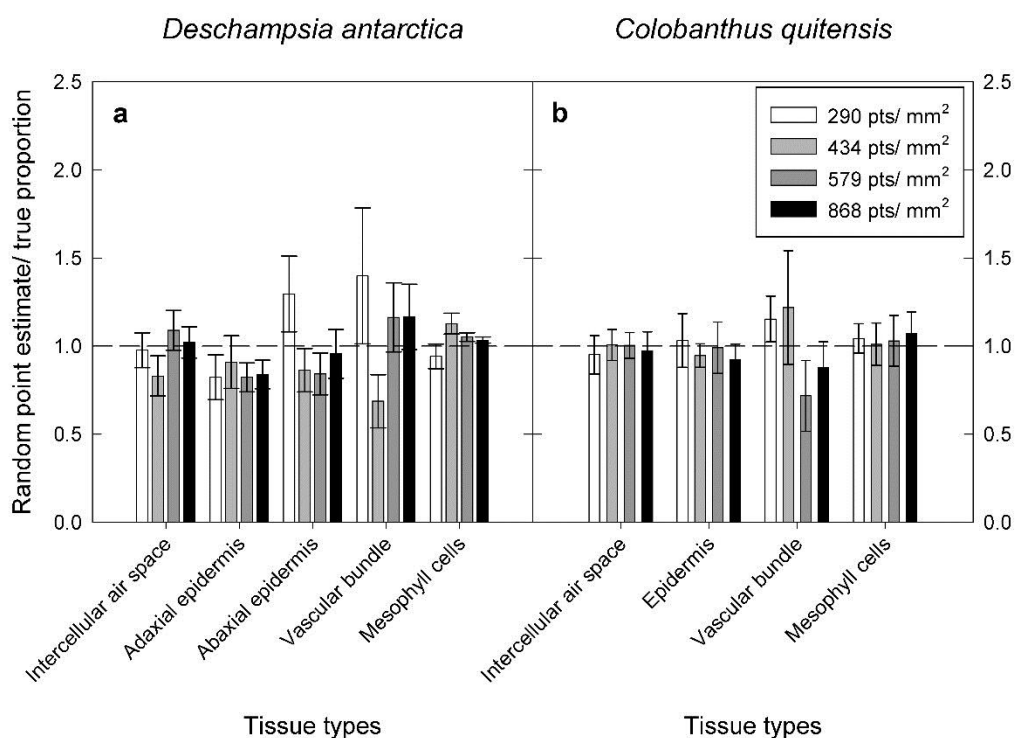 Deschampsia antarctica
Colobanthus quitensis
Random point estimate/ true proportion
2.5
2.0
1.5
1.0
0.5
0.0
a
b
290 pts/ mm²
434 pts/ mm²
579 pts/ mm²
868 pts/ mm²
2.5
2.0
1.5
1.0
0.5
0.0
Intercellular air space
Adaxial epidermis
Abaxial epidermis
Vascular bundle
Mesophyll cells
Intercellular air space
Epidermis
Vascular bundle
Mesophyll cells
Tissue types
Tissue types